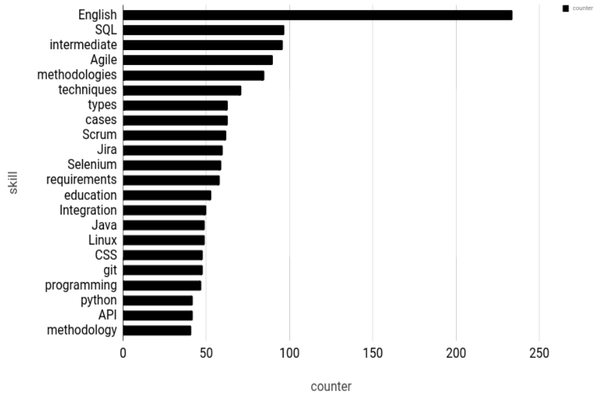 counter
English
SQL
intermediate
Agile
methodologies
techniques
types
cases
Scrum
Jira
Selenium
requirements
education
Integration
Java
Linux
CSS
git
programming
python
API
methodology
skill
0 50 100 150 200 250
counter